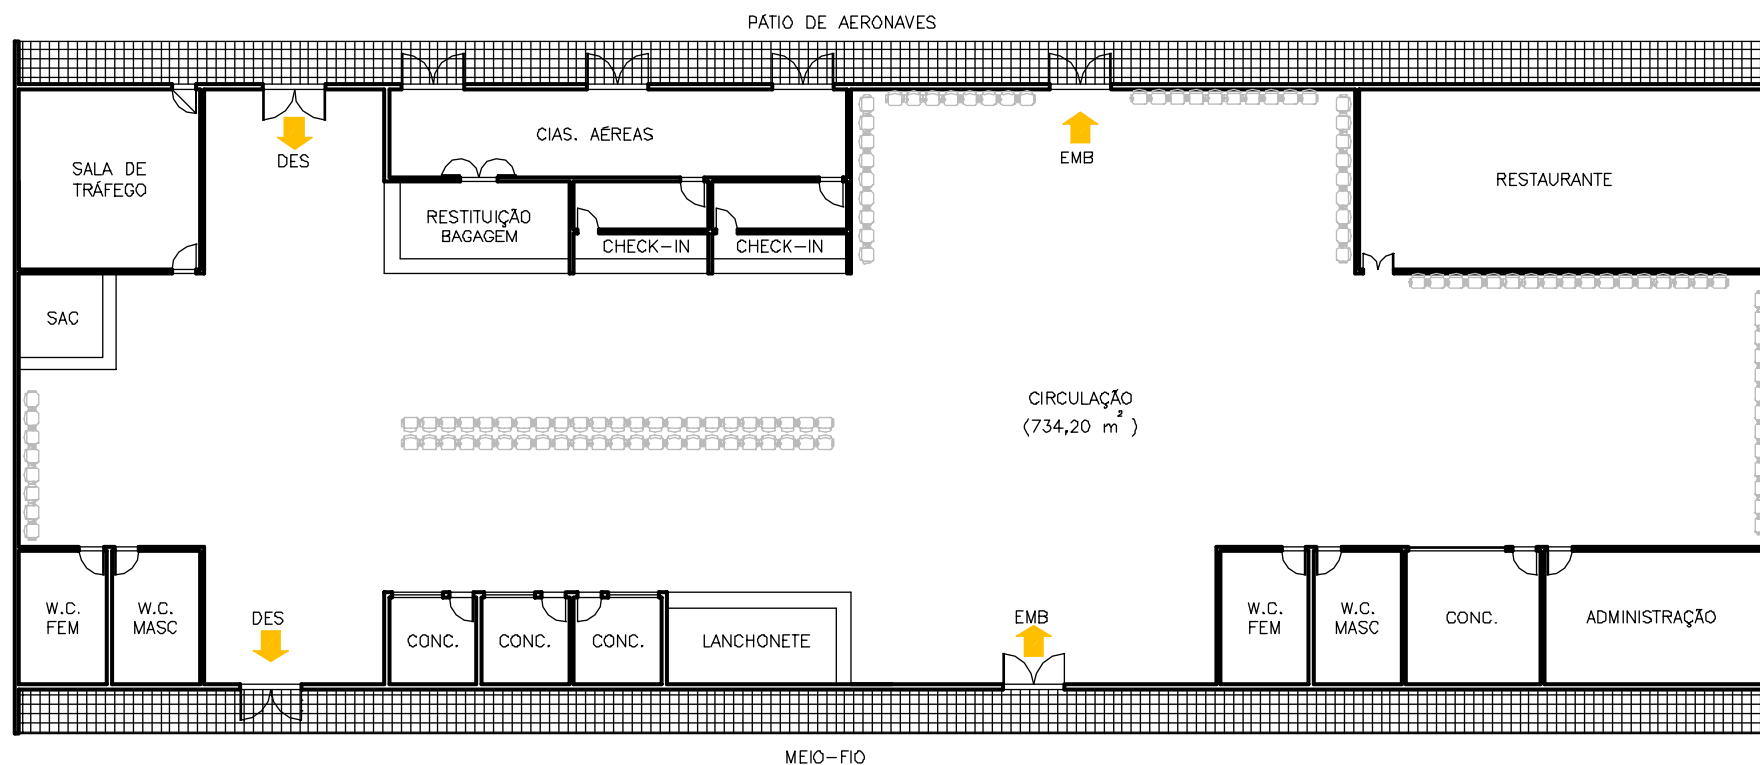 PÁTIO DE AERONAVES
CIAS. AÉREAS
DES
EMB
SALA DE
TRÁFEGO
RESTAURANTE
RESTITUIÇÃO
BAGAGEM
CHECK-IN
CHECK-IN
SAC
CIRCULAÇÃO
(734,20 m²)
W.C.
FEM
W.C.
MASC
DES
CONC.
CONC.
CONC.
LANCHONETE
EMB
W.C.
FEM
W.C.
MASC
CONC.
ADMINISTRAÇÃO
MEIO-FIO